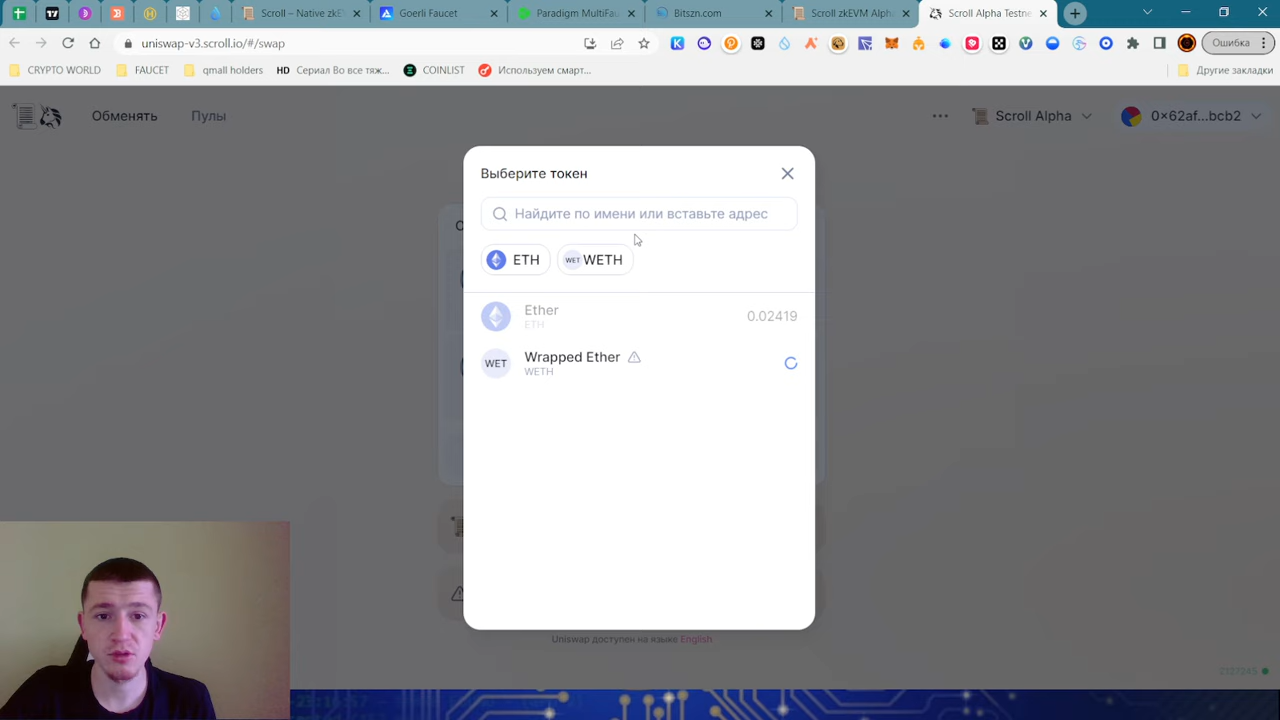 Scroll – Native zkEV
Goerli Faucet
Paradigm MultiFau
Bitszn.com
Scroll zkEVM Alpha
Scroll Alpha Testne
uniswap-v3.scroll.io/#/swap
Ошибка
CRYPTO WORLD
FAUCET
qmall holders
HD Сериал Во все тяж...
COINLIST
Используем смарт...
Другие закладки
Обменять
Пулы
Scroll Alpha
0x62af...bcb2
Выберите токен
Найдите по имени или вставьте адрес
ETH
WET WETH
Ether
ETH
0.02419
WET
Wrapped Ether
WETH
Uniswap доступен на языке English